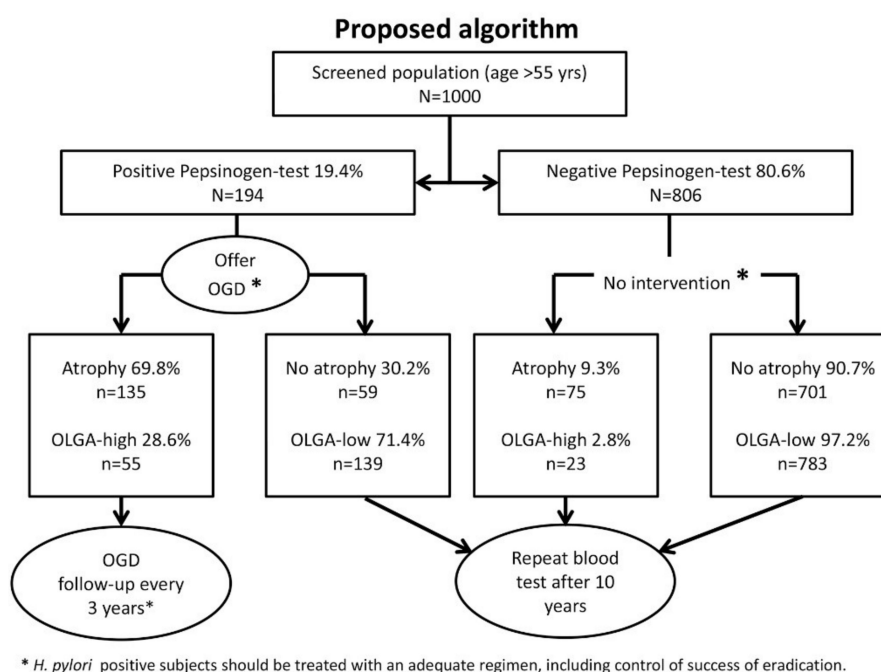 Proposed algorithm
Screened population (age >55 yrs)
N=1000
Positive Pepsinogen-test 19.4%
N=194
Negative Pepsinogen-test 80.6%
N=806
Offer
OGD *
No intervention *
Atrophy 69.8%
n=135
OLGA-high 28.6%
n=55
No atrophy 30.2%
n=59
OLGA-low 71.4%
n=139
Atrophy 9.3%
n=75
OLGA-high 2.8%
n=23
No atrophy 90.7%
n=701
OLGA-low 97.2%
n=783
OGD
follow-up every
3 years*
Repeat blood
test after 10
years
* H. pylori positive subjects should be treated with an adequate regimen, including control of success of eradication.